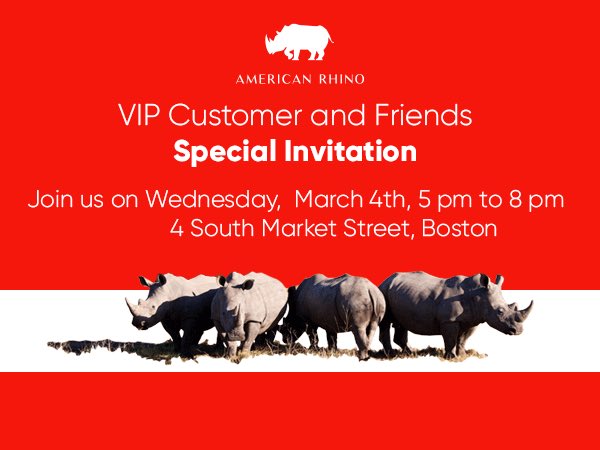 AMERICAN RHINO
VIP Customer and Friends
Special Invitation
Join us on Wednesday,  March 4th, 5 pm to 8 pm
4 South Market Street, Boston